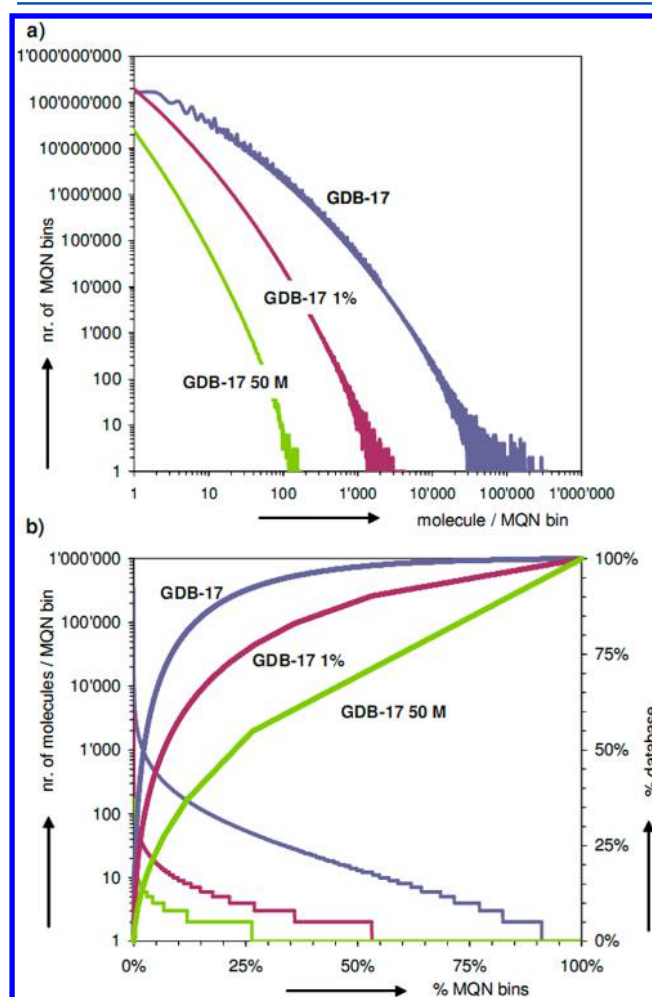 a)
1'000'000'000
100'000'000
10'000'000
1'000'000
100'000
10'000
1'000
100
10
1
nr. of MQN bins
GDB-17
GDB-17 1%
GDB-17 50 M
1 10 100 1'000 10'000 100'000 1'000'000
molecule / MQN bin
b)
1'000'000
100'000
10'000
1'000
100
10
1
nr. of molecules / MQN bin
GDB-17
GDB-17 1%
GDB-17 50 M
100%
75%
50%
25%
0%
% database
0% 25% 50% 75% 100%
% MQN bins